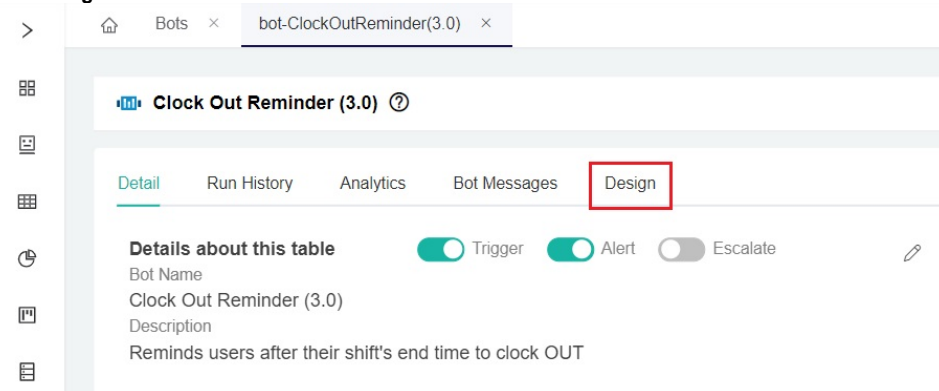 Bots ×
bot-ClockOutReminder(3.0) ×
Clock Out Reminder (3.0) ?
Detail
Run History
Analytics
Bot Messages
Design
Details about this table
Trigger
Alert
Escalate
Bot Name
Clock Out Reminder (3.0)
Description
Reminds users after their shift's end time to clock OUT